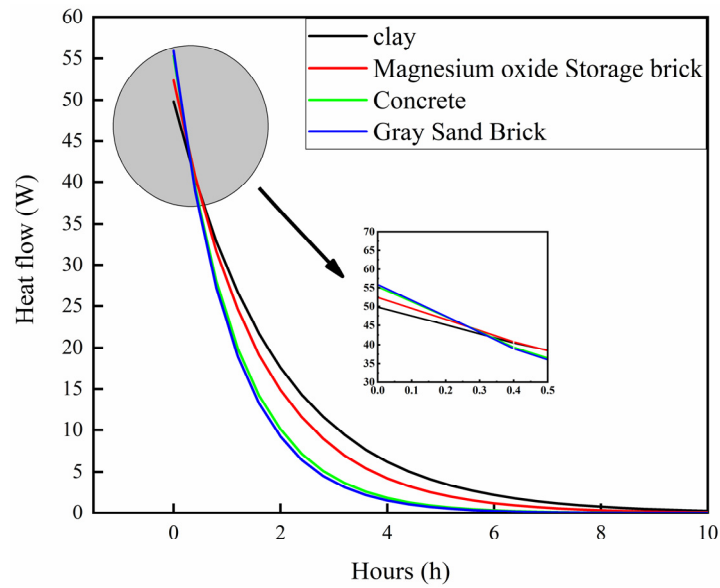 60
55
50
45
40
35
30
25
20
15
10
5
0
Heat flow (W)
clay
Magnesium oxide Storage brick
Concrete
Gray Sand Brick
70
65
60
55
50
45
40
35
30
0.0 0.1 0.2 0.3 0.4 0.5
0 2 4 6 8 10
Hours (h)